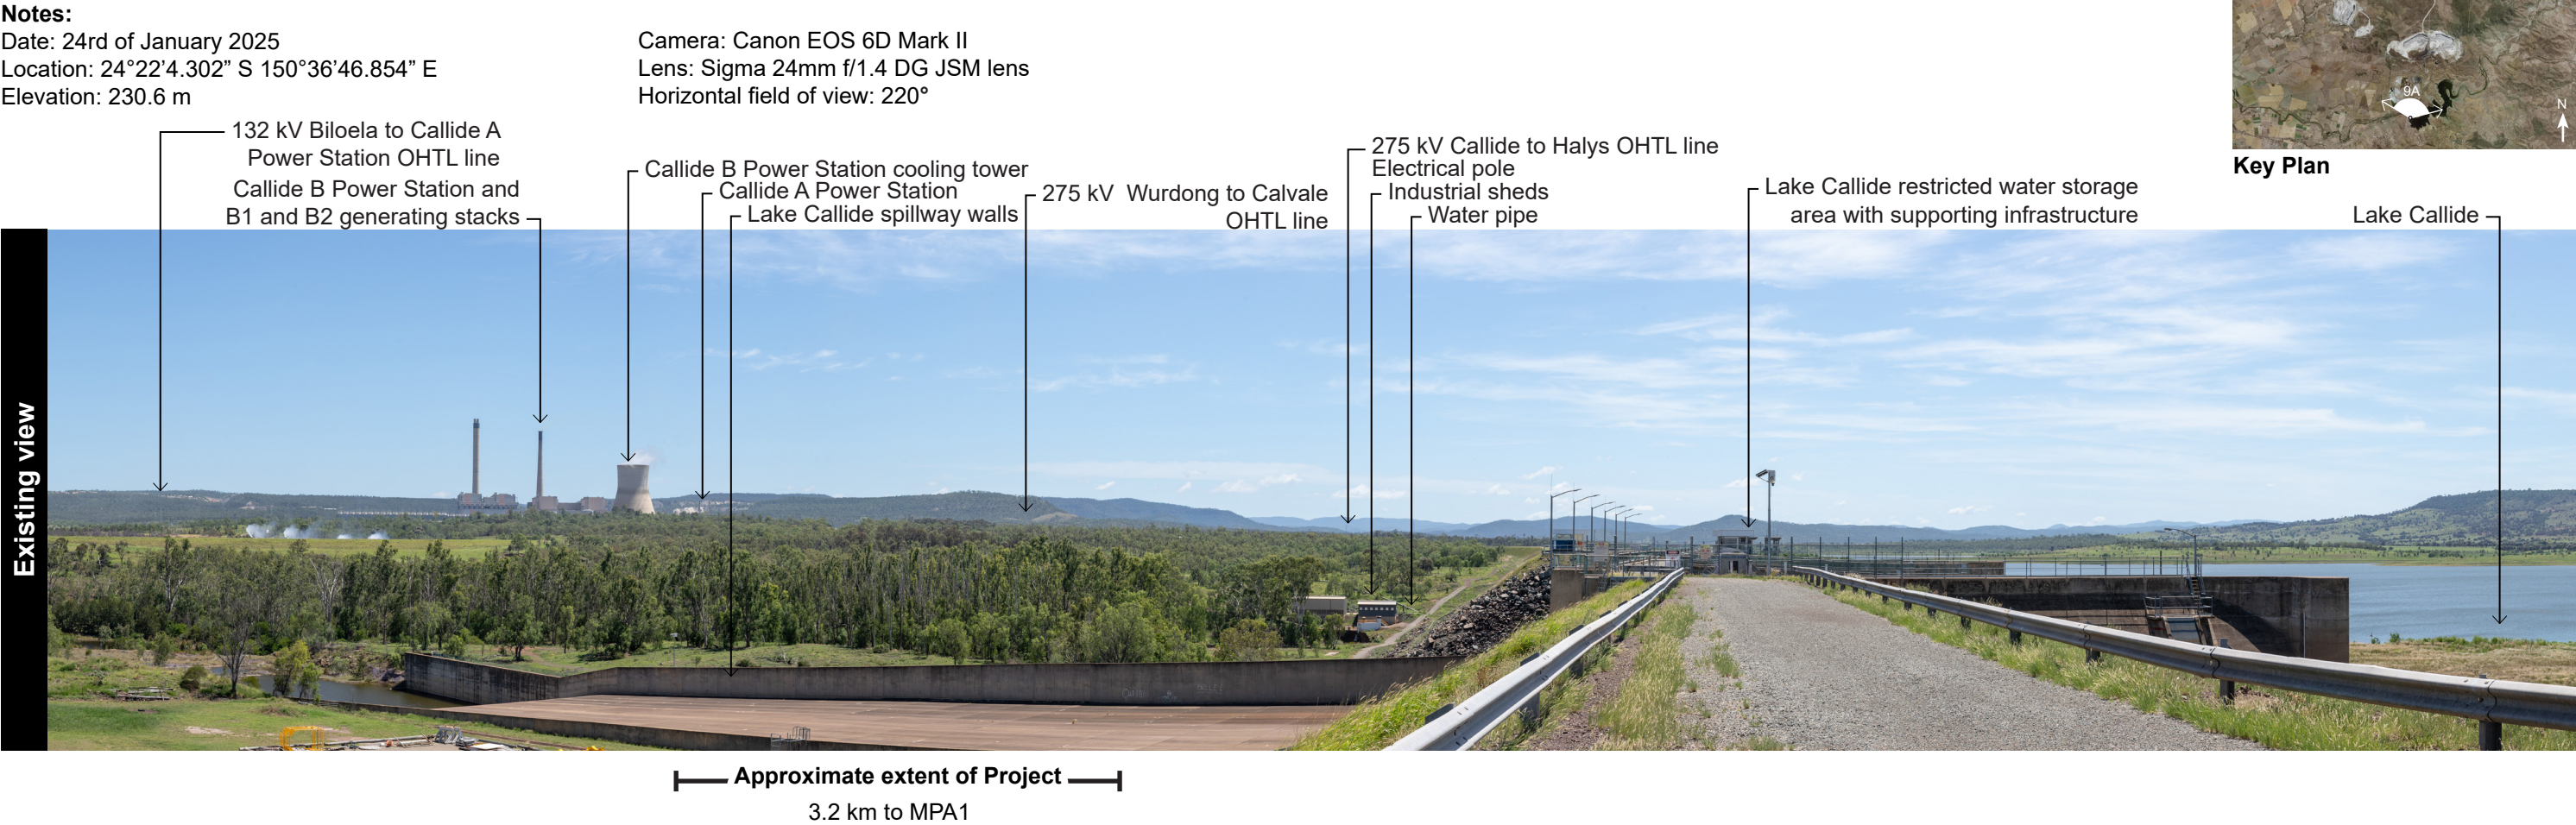 Notes:
Date: 24rd of January 2025
Location: 24°22’4.302” S 150°36’46.854” E
Elevation: 230.6 m
Camera: Canon EOS 6D Mark II
Lens: Sigma 24mm f/1.4 DG JSM lens
Horizontal field of view: 220°
9A
N
Key Plan
132 kV Biloela to Callide A
Power Station OHTL line
Callide B Power Station and
B1 and B2 generating stacks
Callide B Power Station cooling tower
Callide A Power Station
Lake Callide spillway walls
275 kV  Wurdong to Calvale
OHTL line
275 kV Callide to Halys OHTL line
Electrical pole
Industrial sheds
Water pipe
Lake Callide restricted water storage
area with supporting infrastructure
Lake Callide
Existing view
Approximate extent of Project
3.2 km to MPA1